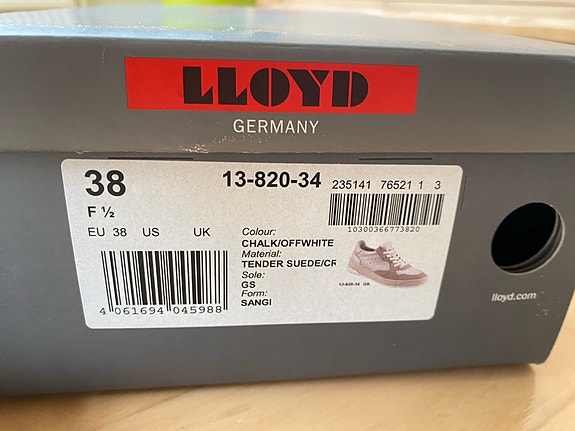 LLOYD
GERMANY
38
13-820-34
235141 76521 1 3
F ½
10300366773820
EU 38 US UK
Colour:
CHALK/OFFWHITE
Material:
TENDER SUEDE/CR
Sole:
GS
Form:
SANGI
13-820-34 GS
4 061694 045988
lloyd.com